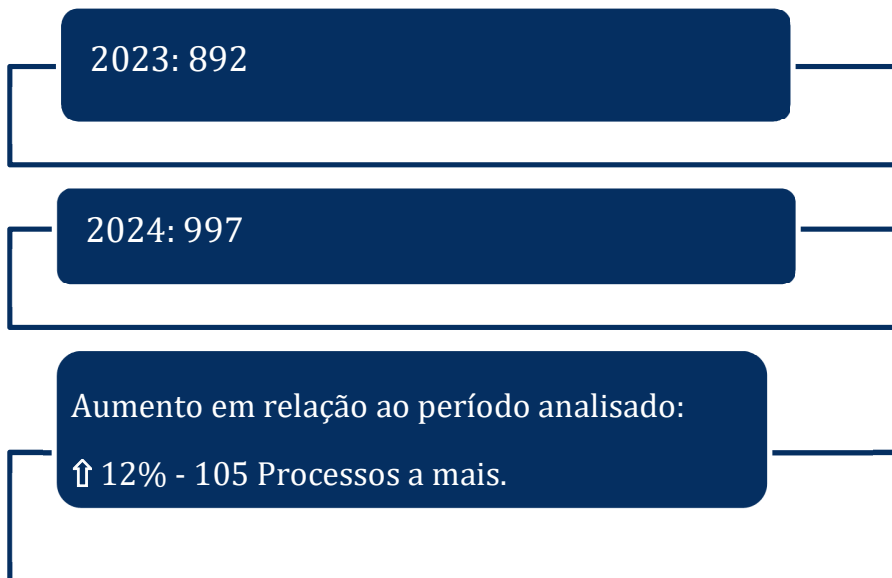 2023: 892
2024: 997
Aumento em relação ao período analisado:
⇧ 12% - 105 Processos a mais.